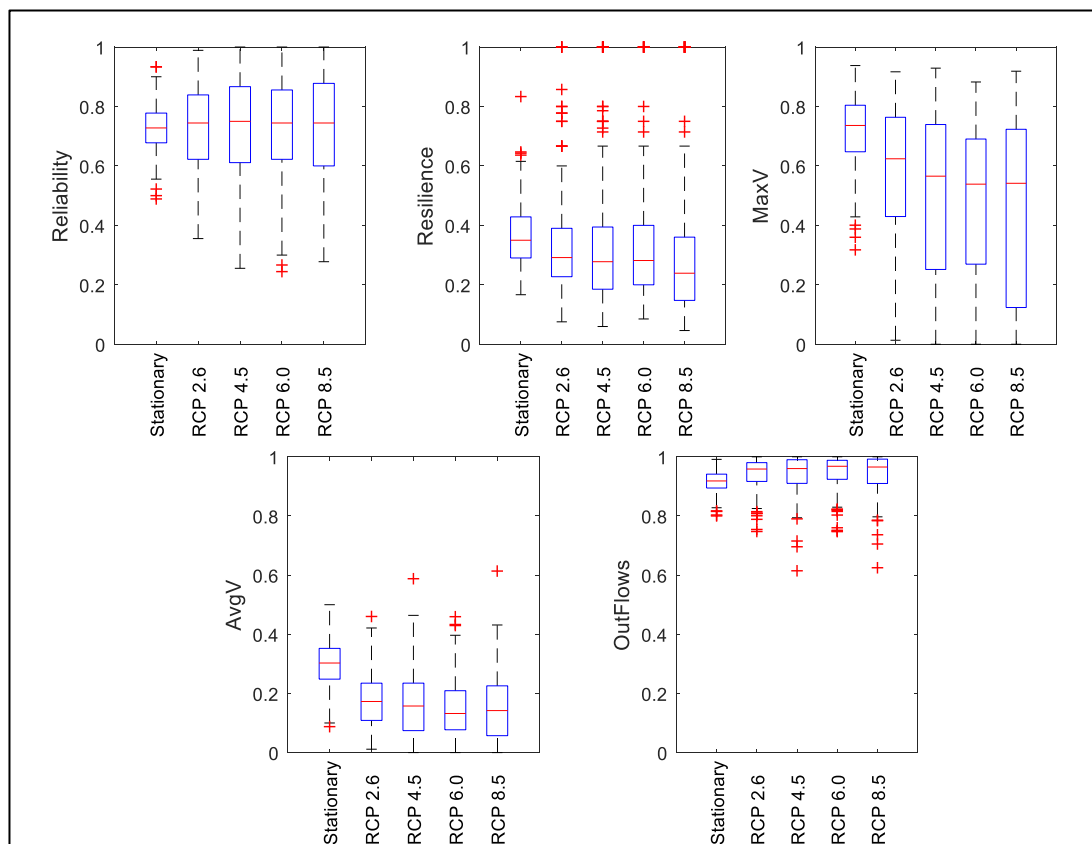 Reliability
1
0.8
0.6
0.4
0.2
0
Stationary
RCP 2.6
RCP 4.5
RCP 6.0
RCP 8.5
Resilience
1
0.8
0.6
0.4
0.2
0
Stationary
RCP 2.6
RCP 4.5
RCP 6.0
RCP 8.5
MaxV
1
0.8
0.6
0.4
0.2
0
Stationary
RCP 2.6
RCP 4.5
RCP 6.0
RCP 8.5
AvgV
1
0.8
0.6
0.4
0.2
0
Stationary
RCP 2.6
RCP 4.5
RCP 6.0
RCP 8.5
OutFlows
1
0.8
0.6
0.4
0.2
0
Stationary
RCP 2.6
RCP 4.5
RCP 6.0
RCP 8.5